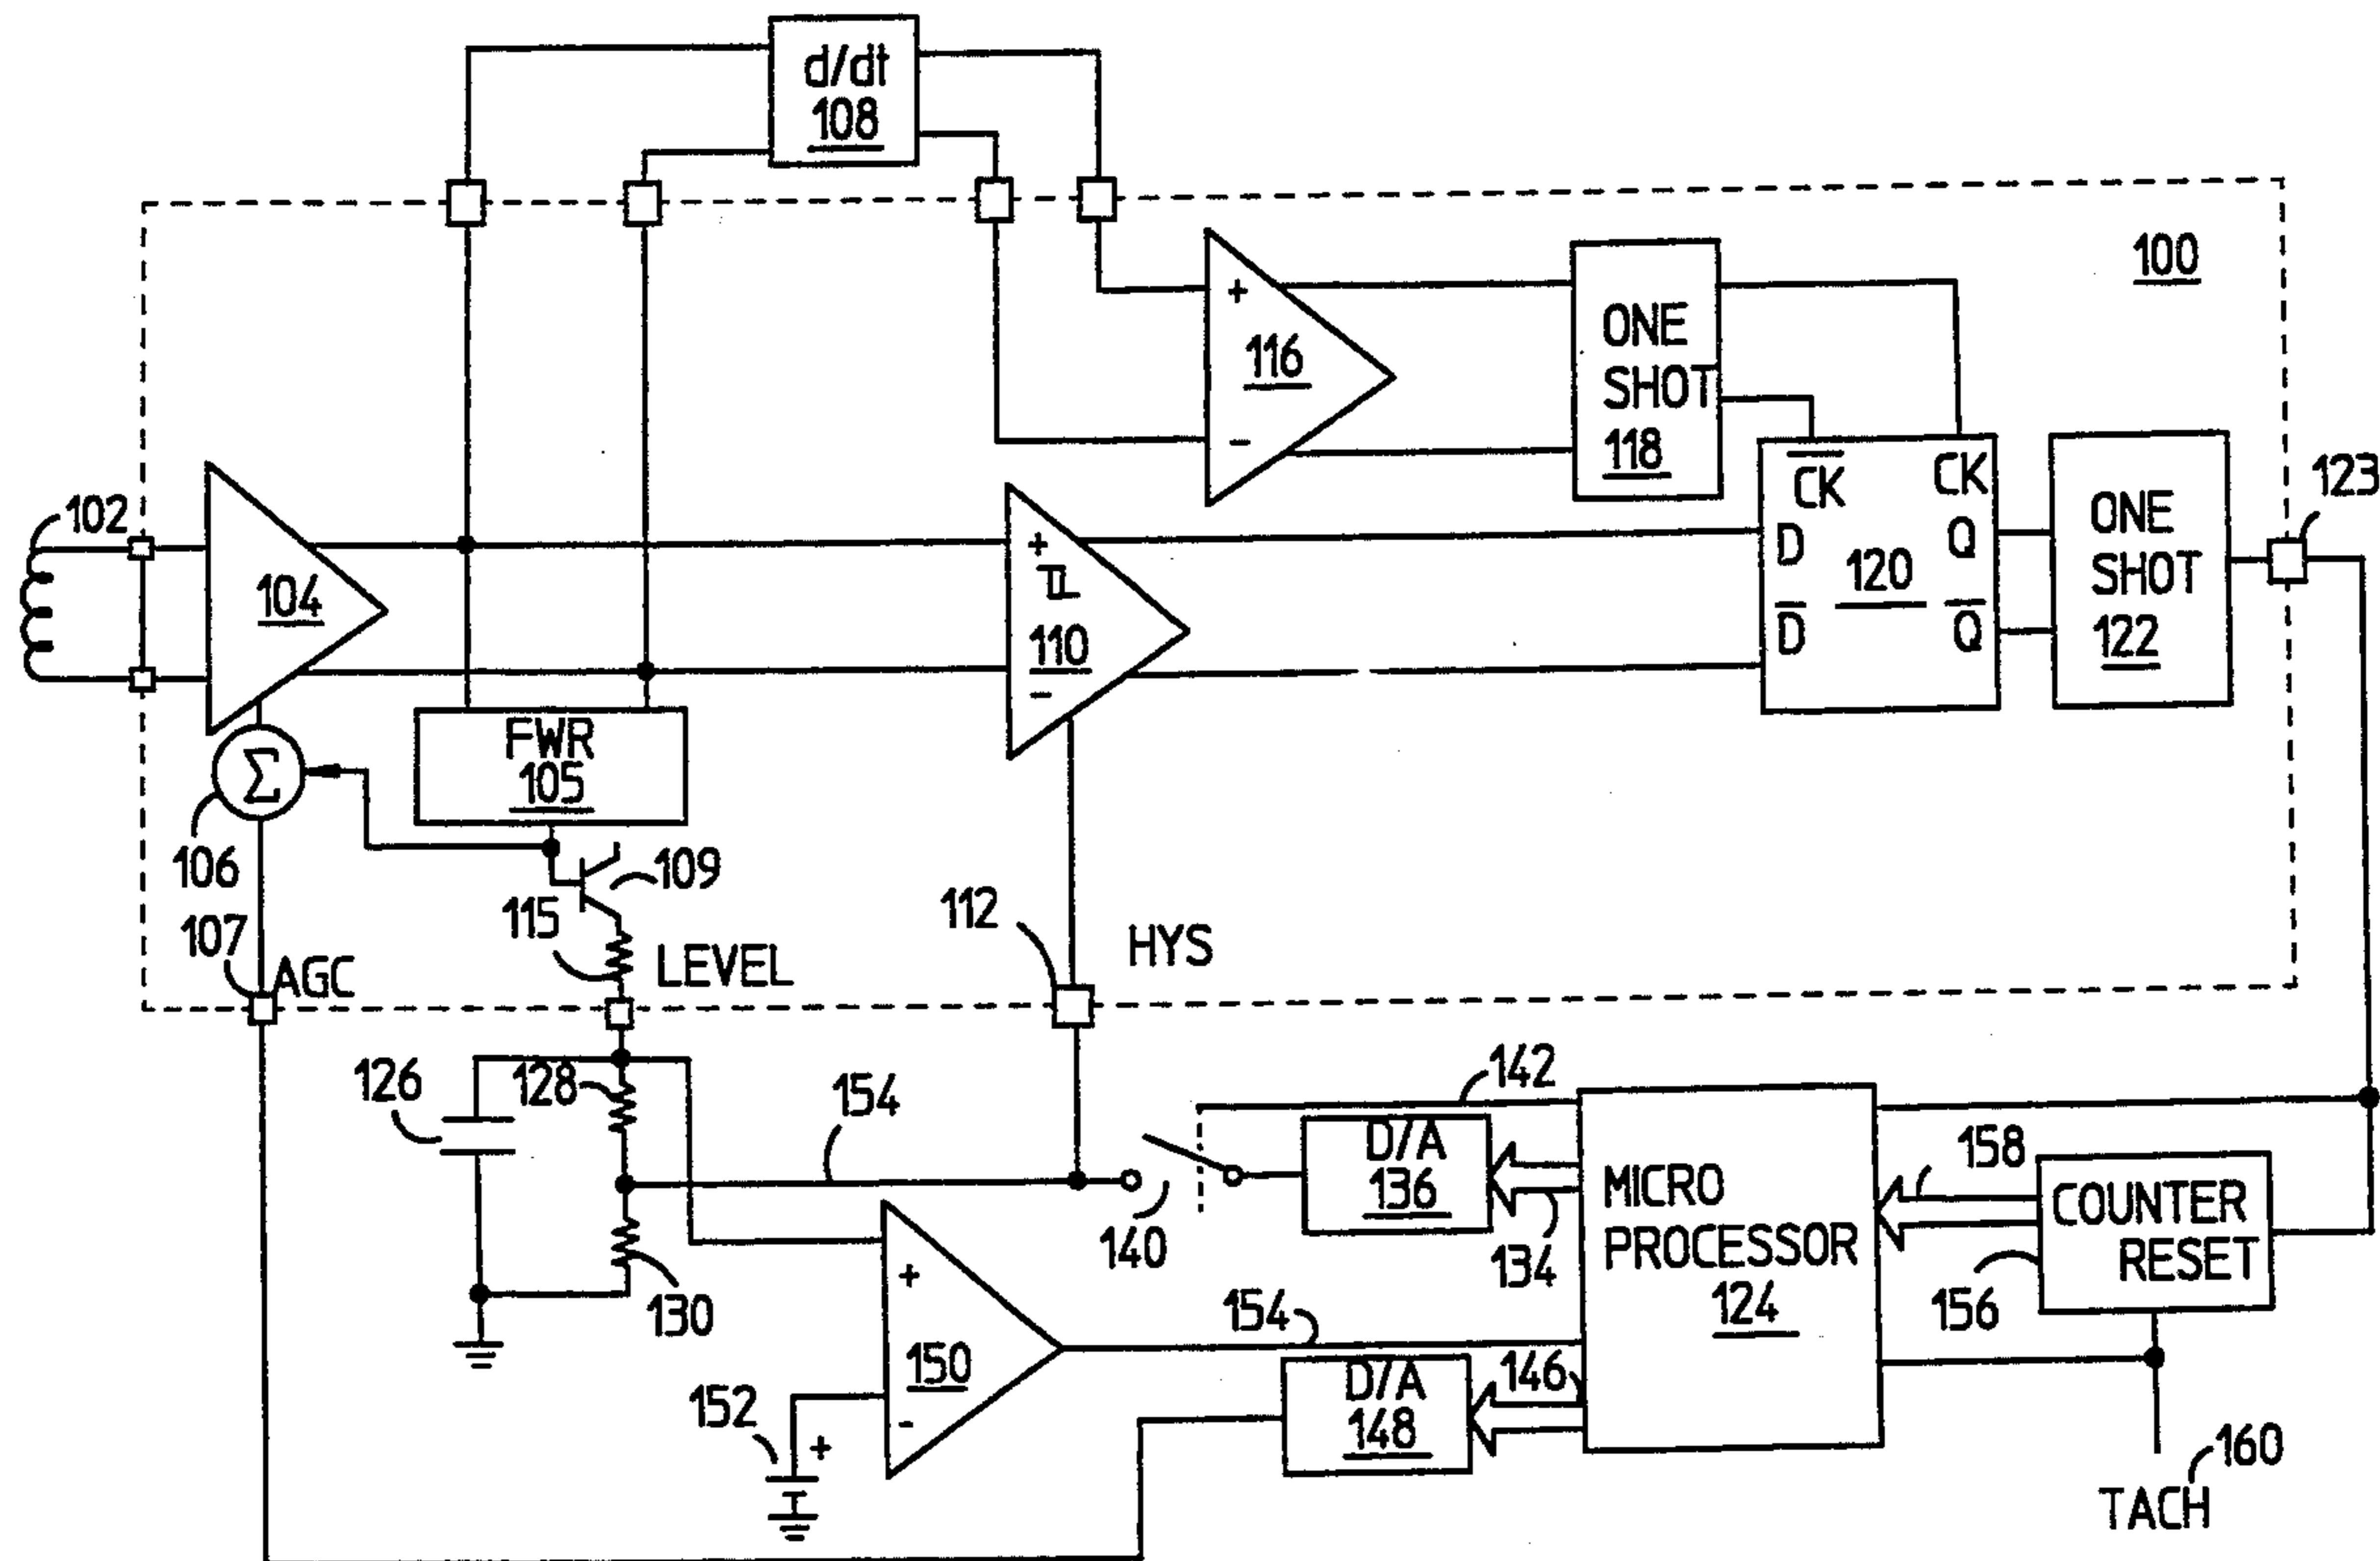 d/dt
108
100
+
116
-
ONE
SHOT
118
102
104
+
110
-
C̅K̅
CK
D
120
Q
D̅
Q̅
ONE
SHOT
122
123
Σ
FWR
105
106
109
115
107
AGC
LEVEL
112
HYS
126
128
154
142
D/A
136
140
134
MICRO
PROCESSOR
124
158
COUNTER
RESET
156
130
+
150
-
152
+
154
146
D/A
148
160
TACH